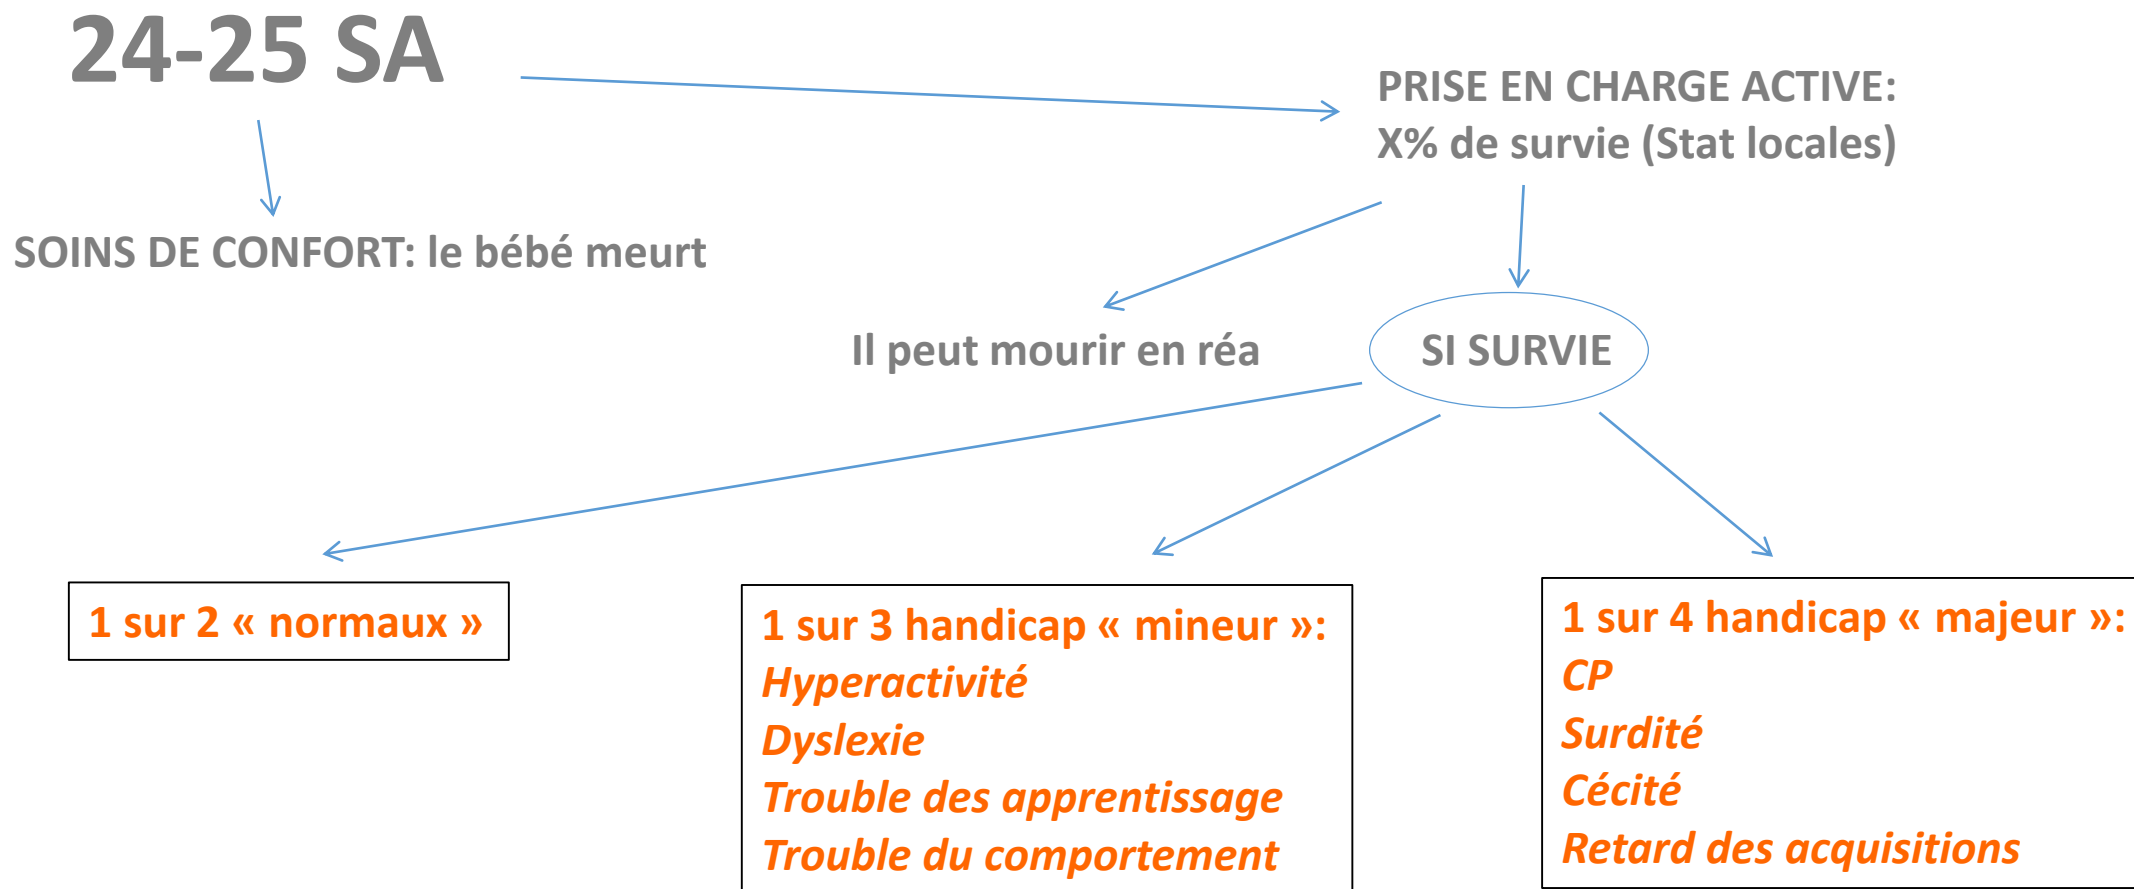 24-25 SA
PRISE EN CHARGE ACTIVE:
X% de survie (Stat locales)
SOINS DE CONFORT: le bébé meurt
Il peut mourir en réa
SI SURVIE
1 sur 2 « normaux »
1 sur 3 handicap « mineur »:
Hyperactivité
Dyslexie
Trouble des apprentissage
Trouble du comportement
1 sur 4 handicap « majeur »:
CP
Surdité
Cécité
Retard des acquisitions